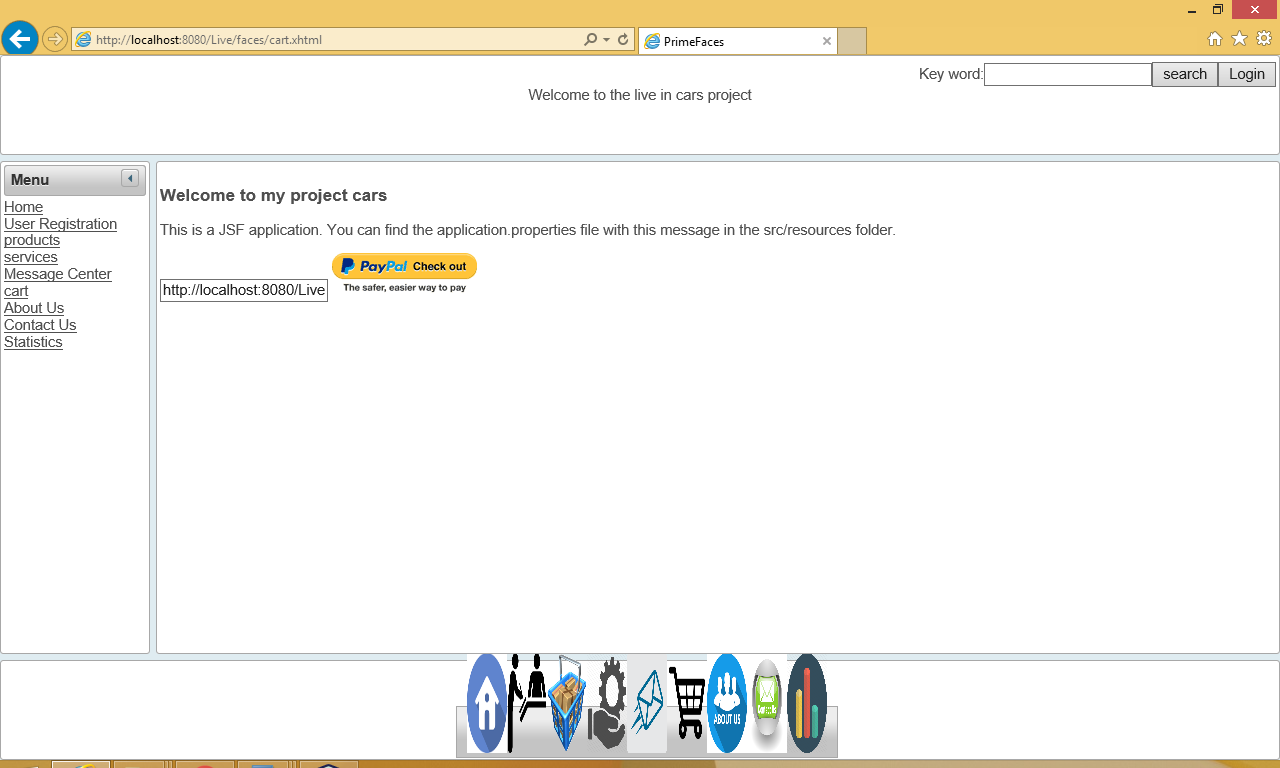 http://localhost:8080/Live/faces/cart.xhtml
PrimeFaces
Key word:
search
Login
Welcome to the live in cars project
Menu
Home
User Registration
products
services
Message Center
cart
About Us
Contact Us
Statistics
Welcome to my project cars
This is a JSF application. You can find the application.properties file with this message in the src/resources folder.
http://localhost:8080/Live
PayPal Check out
The safer, easier way to pay
ABOUT US